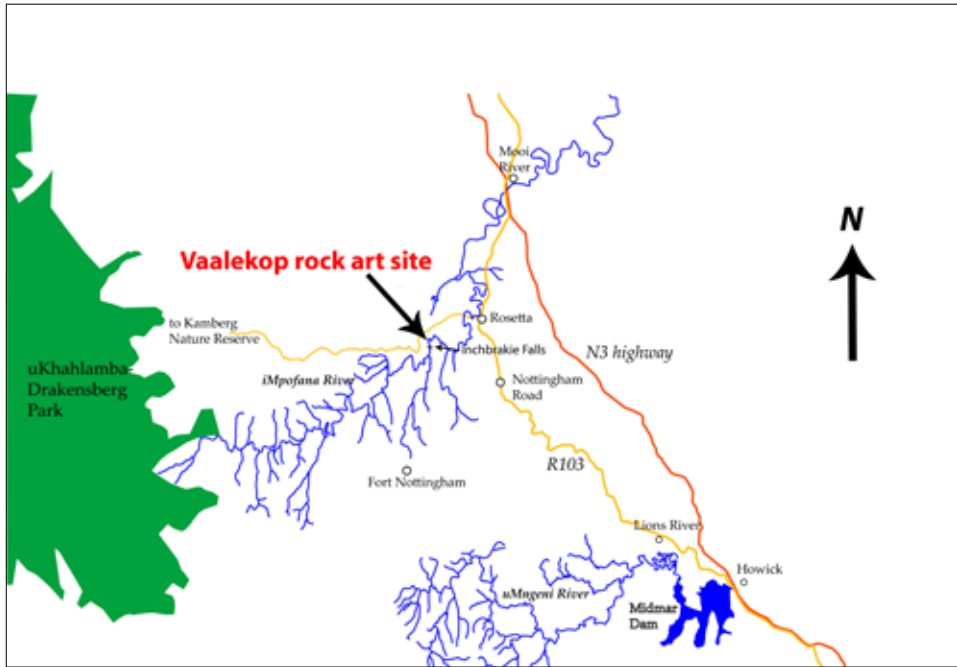 Mooi
River
N
Vaalekop rock art site
to Kamberg
Nature Reserve
Rosetta
Inchbrakie Falls
N3 highway
uKhahlamba-
Drakensberg
Park
iMpofana River
Nottingham
Road
R103
Fort Nottingham
Lions River
Howick
uMngeni River
Midmar
Dam